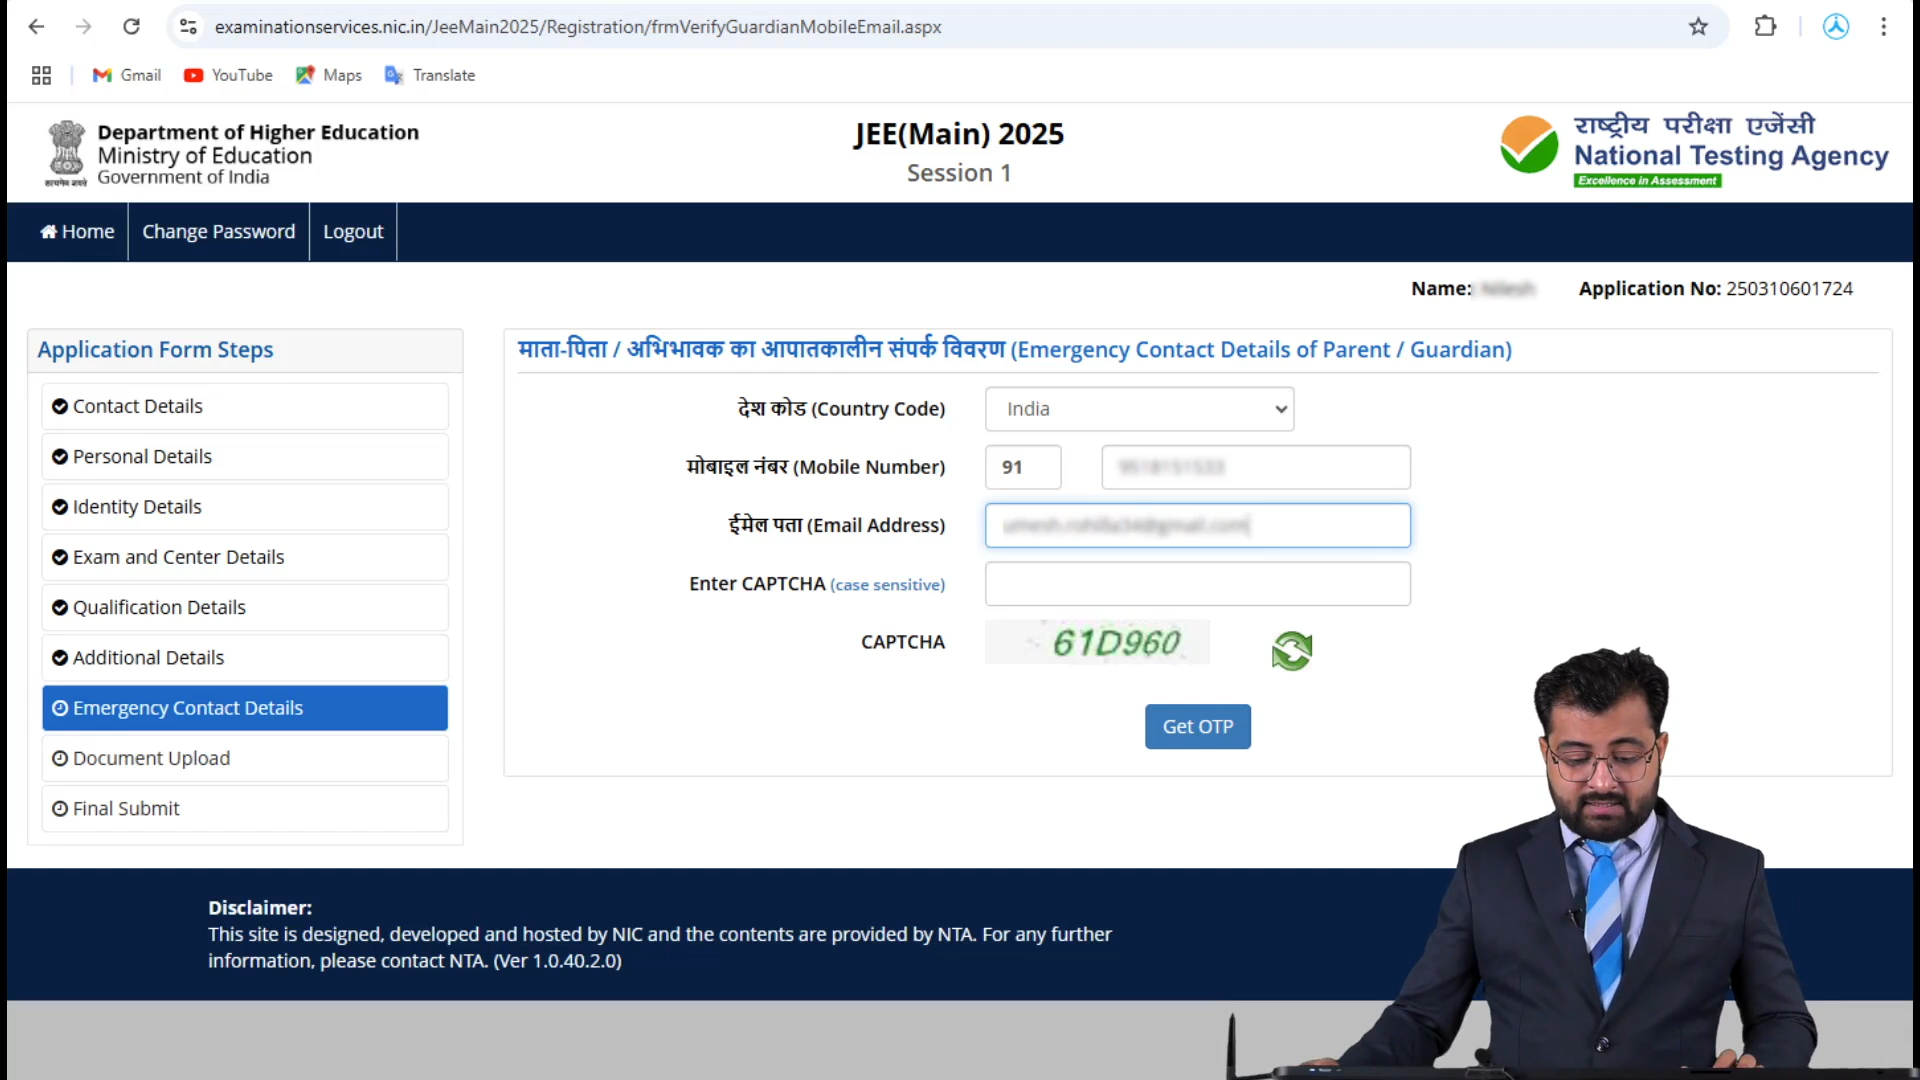 examinationservices.nic.in/JeeMain2025/Registration/frmVerifyGuardianMobileEmail.aspx
Gmail YouTube Maps Translate
Department of Higher Education
Ministry of Education
Government of India
सत्यमेव जयते
JEE(Main) 2025
Session 1
राष्ट्रीय परीक्षा एजेंसी
National Testing Agency
Excellence in Assessment
Home Change Password Logout
Name: Application No: 250310601724
Application Form Steps
Contact Details
Personal Details
Identity Details
Exam and Center Details
Qualification Details
Additional Details
Emergency Contact Details
Document Upload
Final Submit
माता-पिता / अभिभावक का आपातकालीन संपर्क विवरण (Emergency Contact Details of Parent / Guardian)
देश कोड (Country Code) India
मोबाइल नंबर (Mobile Number) 91
ईमेल पता (Email Address)
Enter CAPTCHA (case sensitive)
CAPTCHA 61D960
Get OTP
Disclaimer:
This site is designed, developed and hosted by NIC and the contents are provided by NTA. For any further
information, please contact NTA. (Ver 1.0.40.2.0)